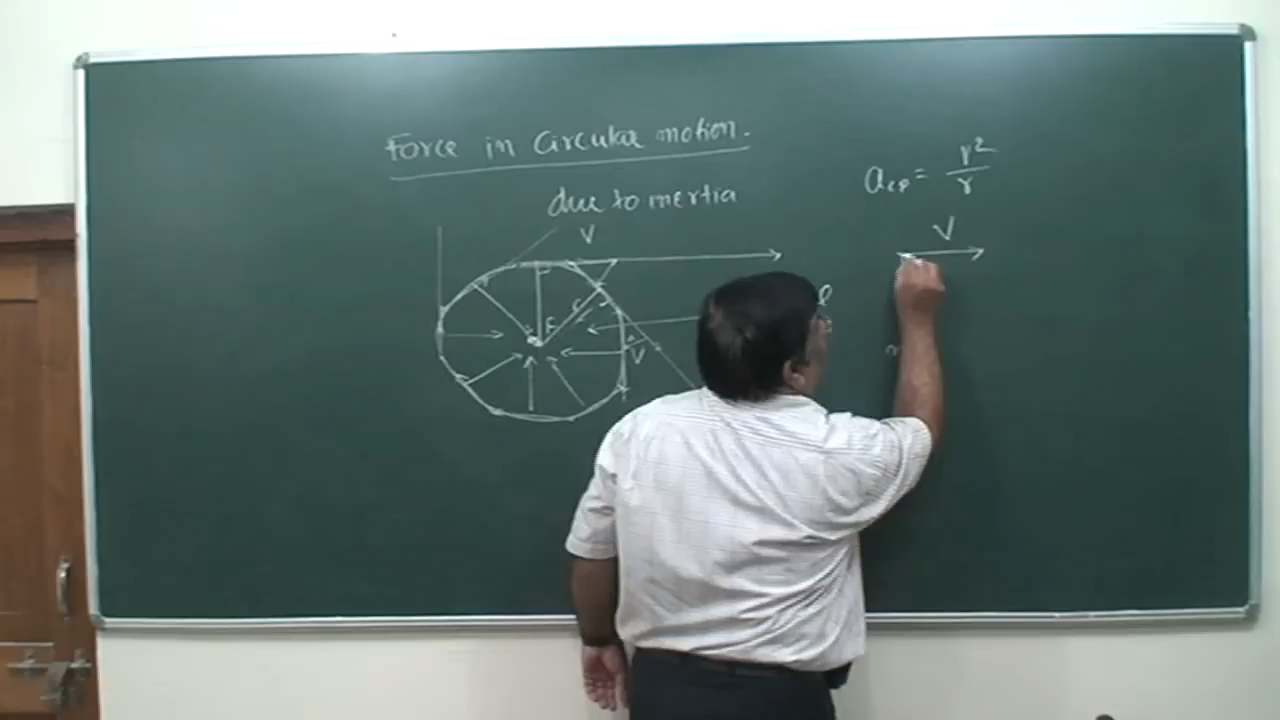 Force in Circular motion.
due to inertia
V
a_cp = v²/r
V
V